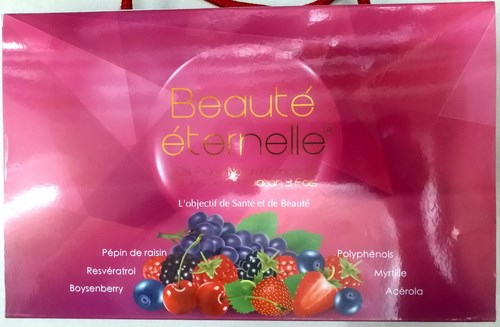 Beauté
éternelle
L'objectif de Santé et de Beauté
Pépin de raisin
Resvératrol
Boysenberry
Polyphénols
Myrtille
Acérola